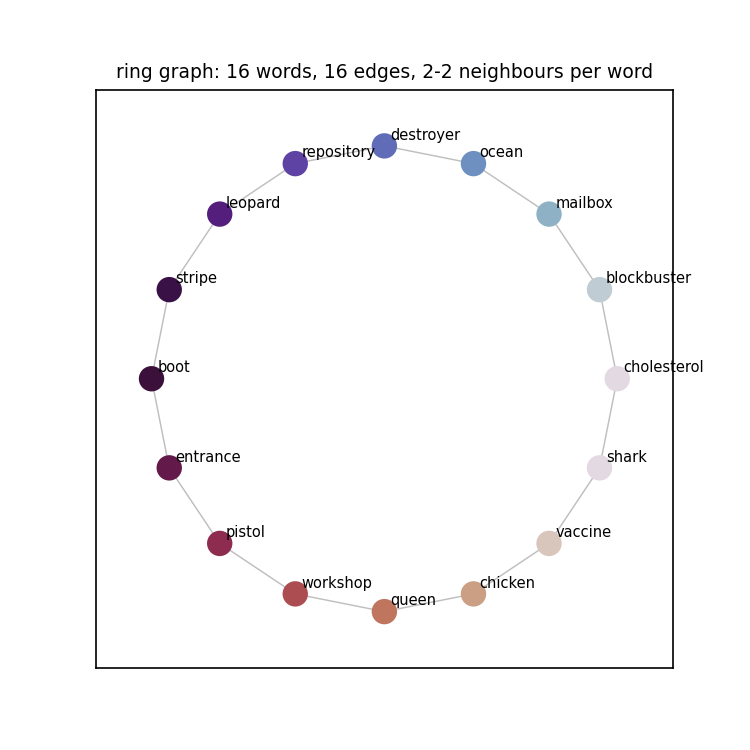 ring graph: 16 words, 16 edges, 2-2 neighbours per word
destroyer
repository
ocean
leopard
mailbox
stripe
blockbuster
boot
cholesterol
entrance
shark
pistol
vaccine
workshop
chicken
queen